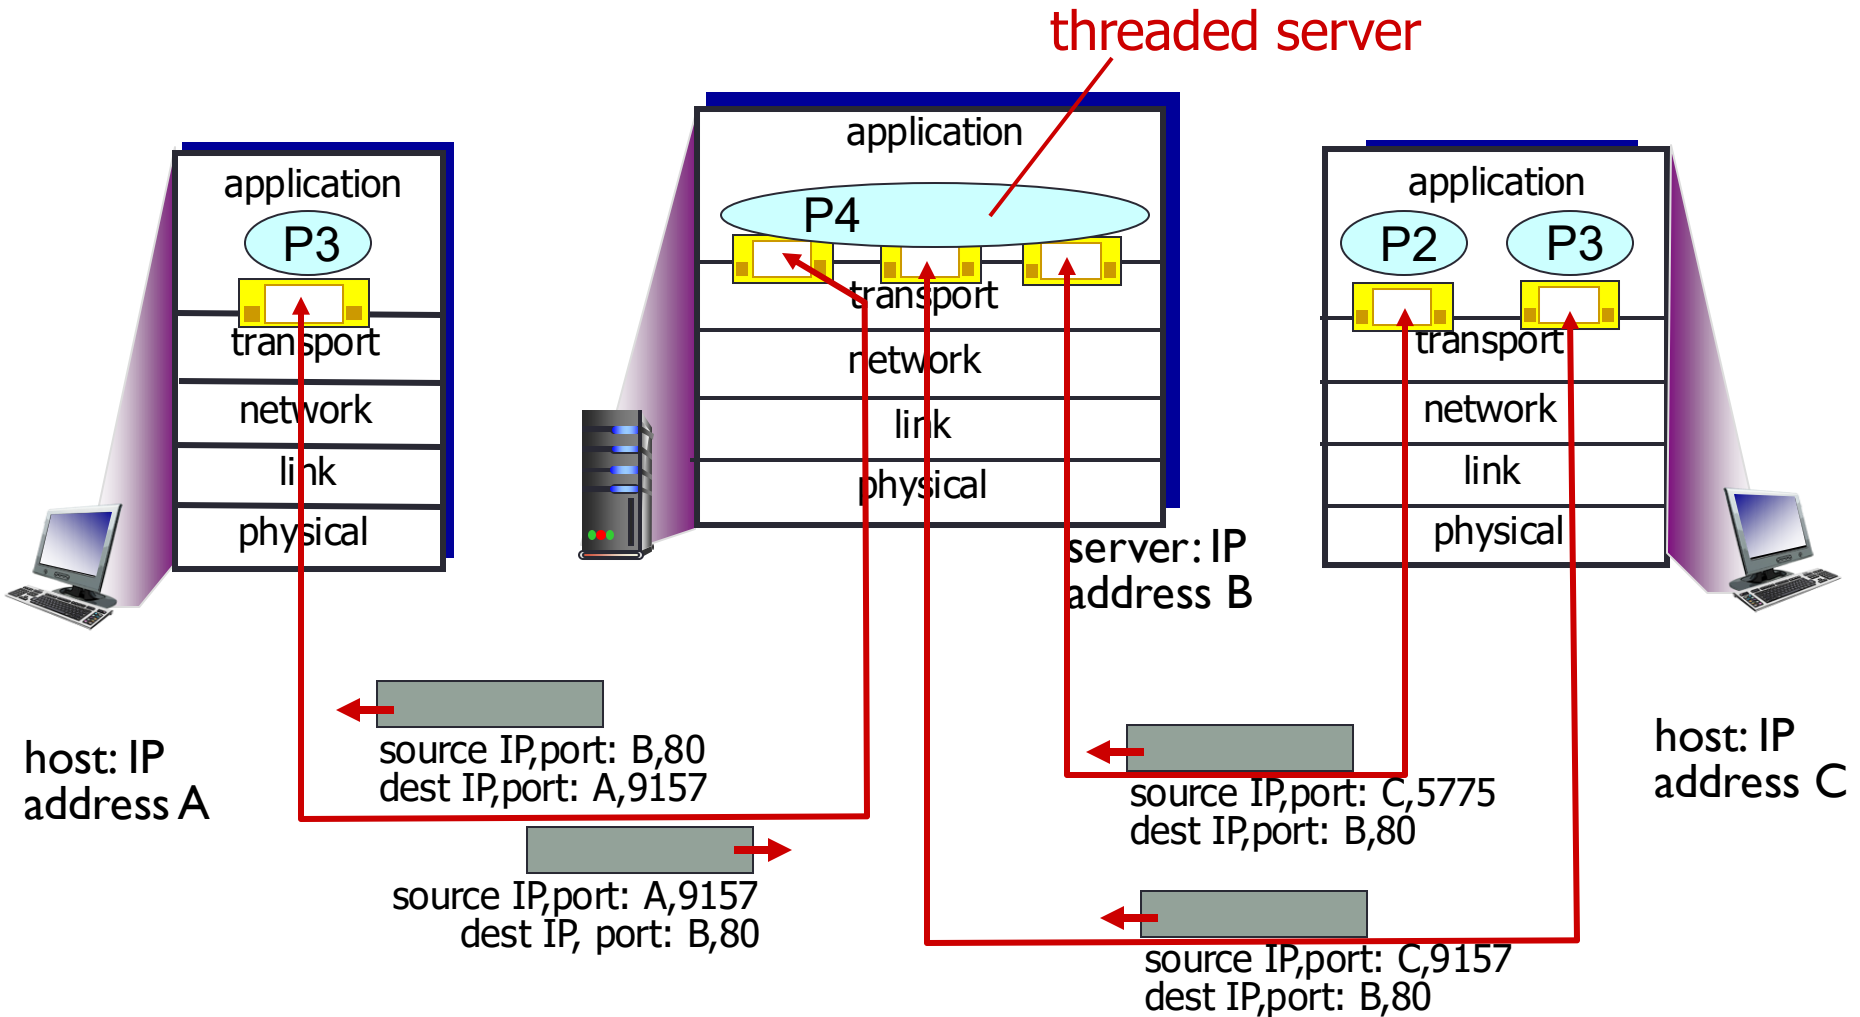 threaded server
application
P3
transport
network
link
physical
application
P4
transport
network
link
physical
application
P2
P3
transport
network
link
physical
server: IP
address B
host: IP
address A
source IP,port: B,80
dest IP,port: A,9157
source IP,port: A,9157
dest IP, port: B,80
source IP,port: C,5775
dest IP,port: B,80
source IP,port: C,9157
dest IP,port: B,80
host: IP
address C